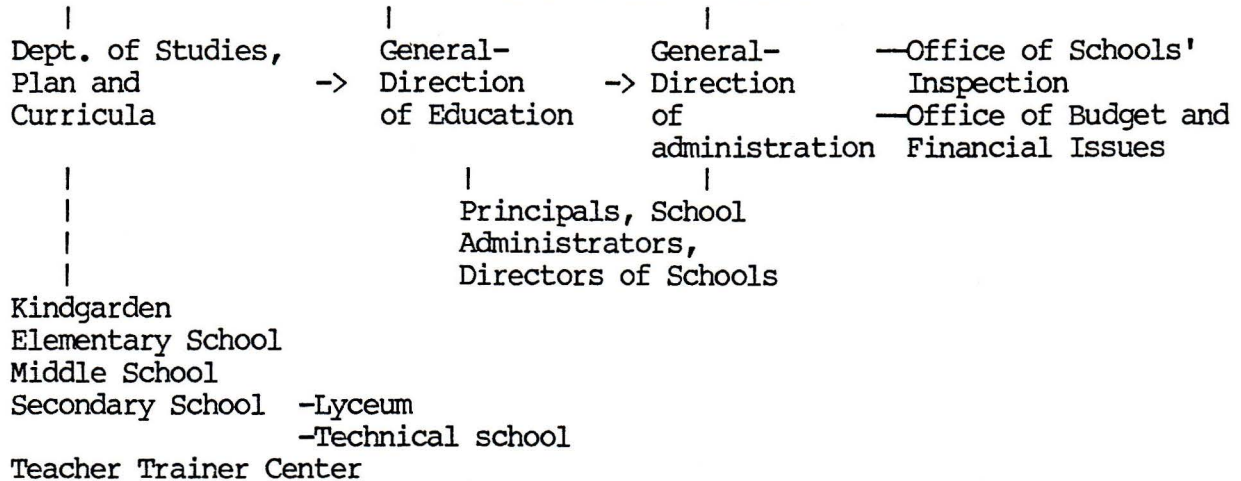 Dept. of Studies, General- General- —Office of Schools'
Plan and -> Direction -> Direction Inspection
Curricula of Education of —Office of Budget and
administration Financial Issues
Principals, School
Administrators,
Directors of Schools
Kindgarden
Elementary School
Middle School
Secondary School -Lyceum
-Technical school
Teacher Trainer Center